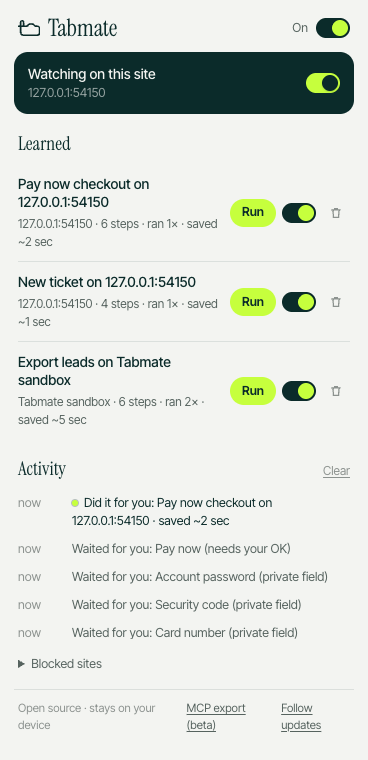 Tabmate
On
Watching on this site
127.0.0.1:54150
Learned
Pay now checkout on
127.0.0.1:54150
127.0.0.1:54150 · 6 steps · ran 1× · saved
~2 sec
Run
New ticket on 127.0.0.1:54150
127.0.0.1:54150 · 4 steps · ran 1× · saved
~1 sec
Run
Export leads on Tabmate
sandbox
Tabmate sandbox · 6 steps · ran 2× ·
saved ~5 sec
Run
Activity
Clear
now
Did it for you: Pay now checkout on
127.0.0.1:54150 · saved ~2 sec
now
Waited for you: Pay now (needs your OK)
now
Waited for you: Account password (private field)
now
Waited for you: Security code (private field)
now
Waited for you: Card number (private field)
Blocked sites
Open source · stays on your
device
MCP export
(beta)
Follow
updates